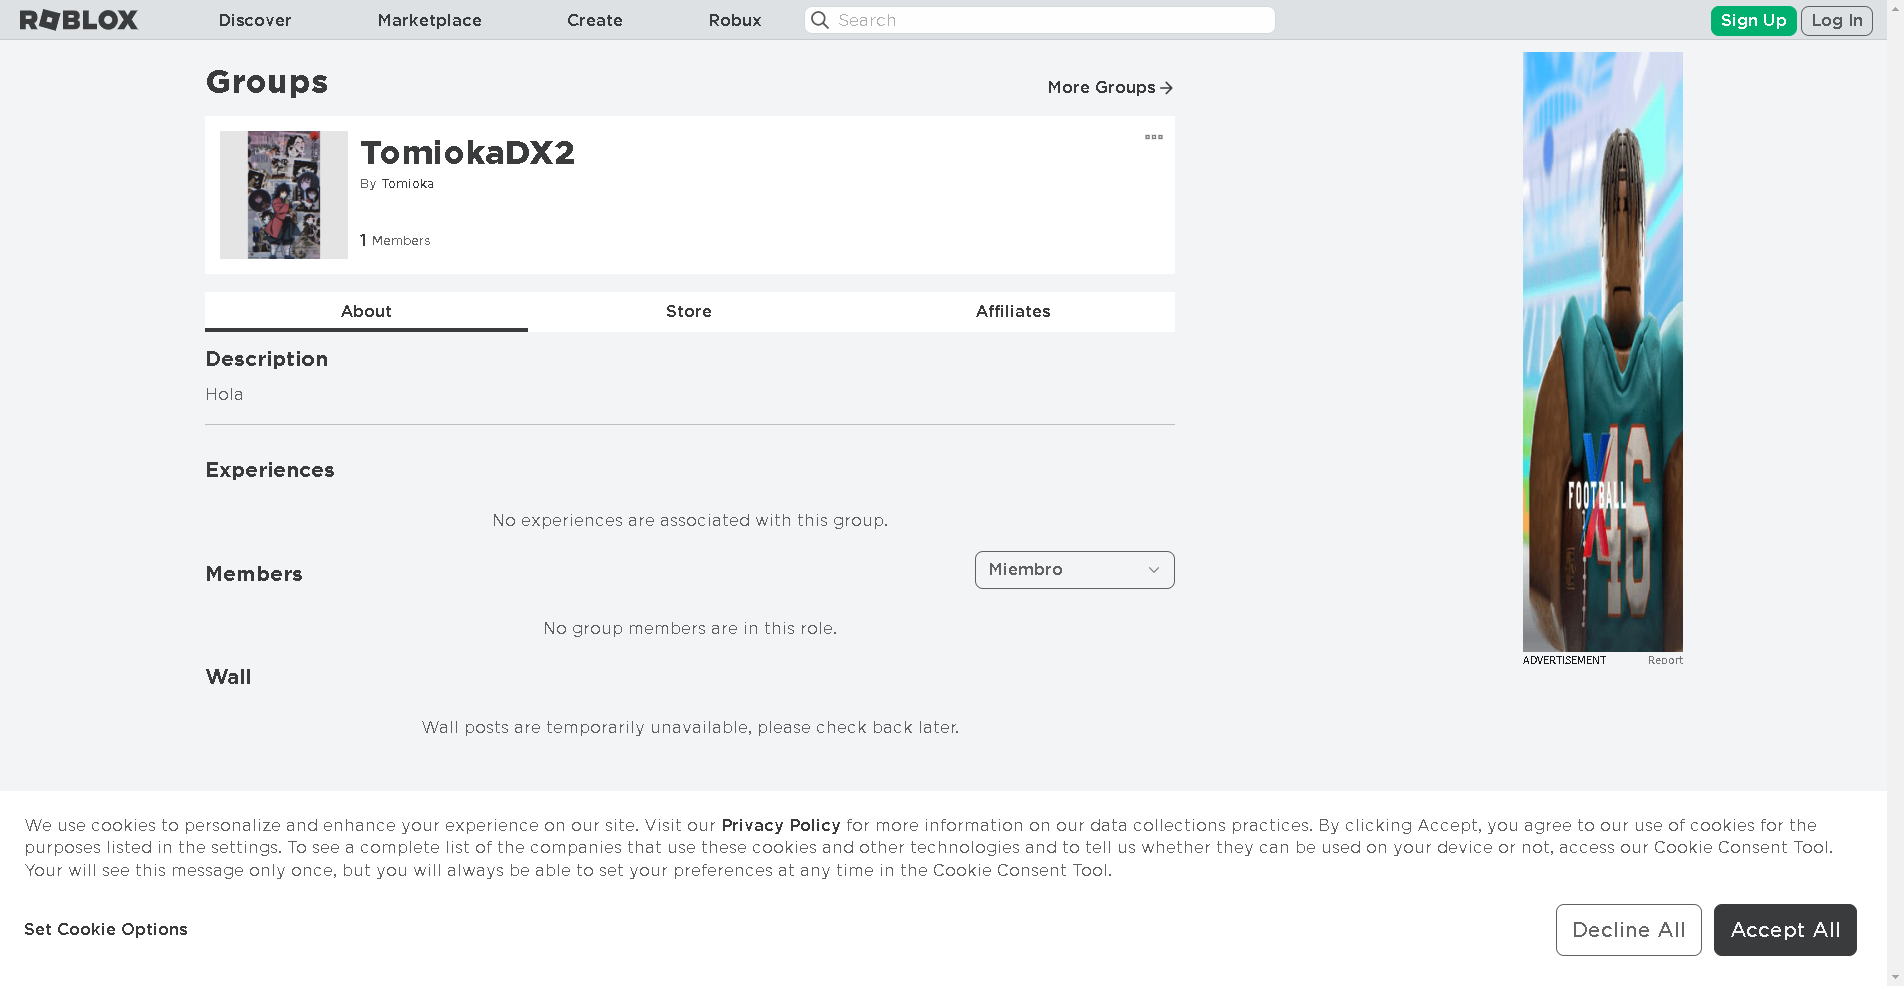 ROBLOX
Discover
Marketplace
Create
Robux
Search
Sign Up
Log In
Groups
More Groups
TomiokaDX2
By Tomioka
1 Members
About
Store
Affiliates
Description
Hola
Experiences
No experiences are associated with this group.
Members
Miembro
No group members are in this role.
Wall
Wall posts are temporarily unavailable, please check back later.
46
FOOTBALL
X
ADVERTISEMENT
Report
We use cookies to personalize and enhance your experience on our site. Visit our Privacy Policy for more information on our data collections practices. By clicking Accept, you agree to our use of cookies for the
purposes listed in the settings. To see a complete list of the companies that use these cookies and other technologies and to tell us whether they can be used on your device or not, access our Cookie Consent Tool.
Your will see this message only once, but you will always be able to set your preferences at any time in the Cookie Consent Tool.
Set Cookie Options
Decline All
Accept All